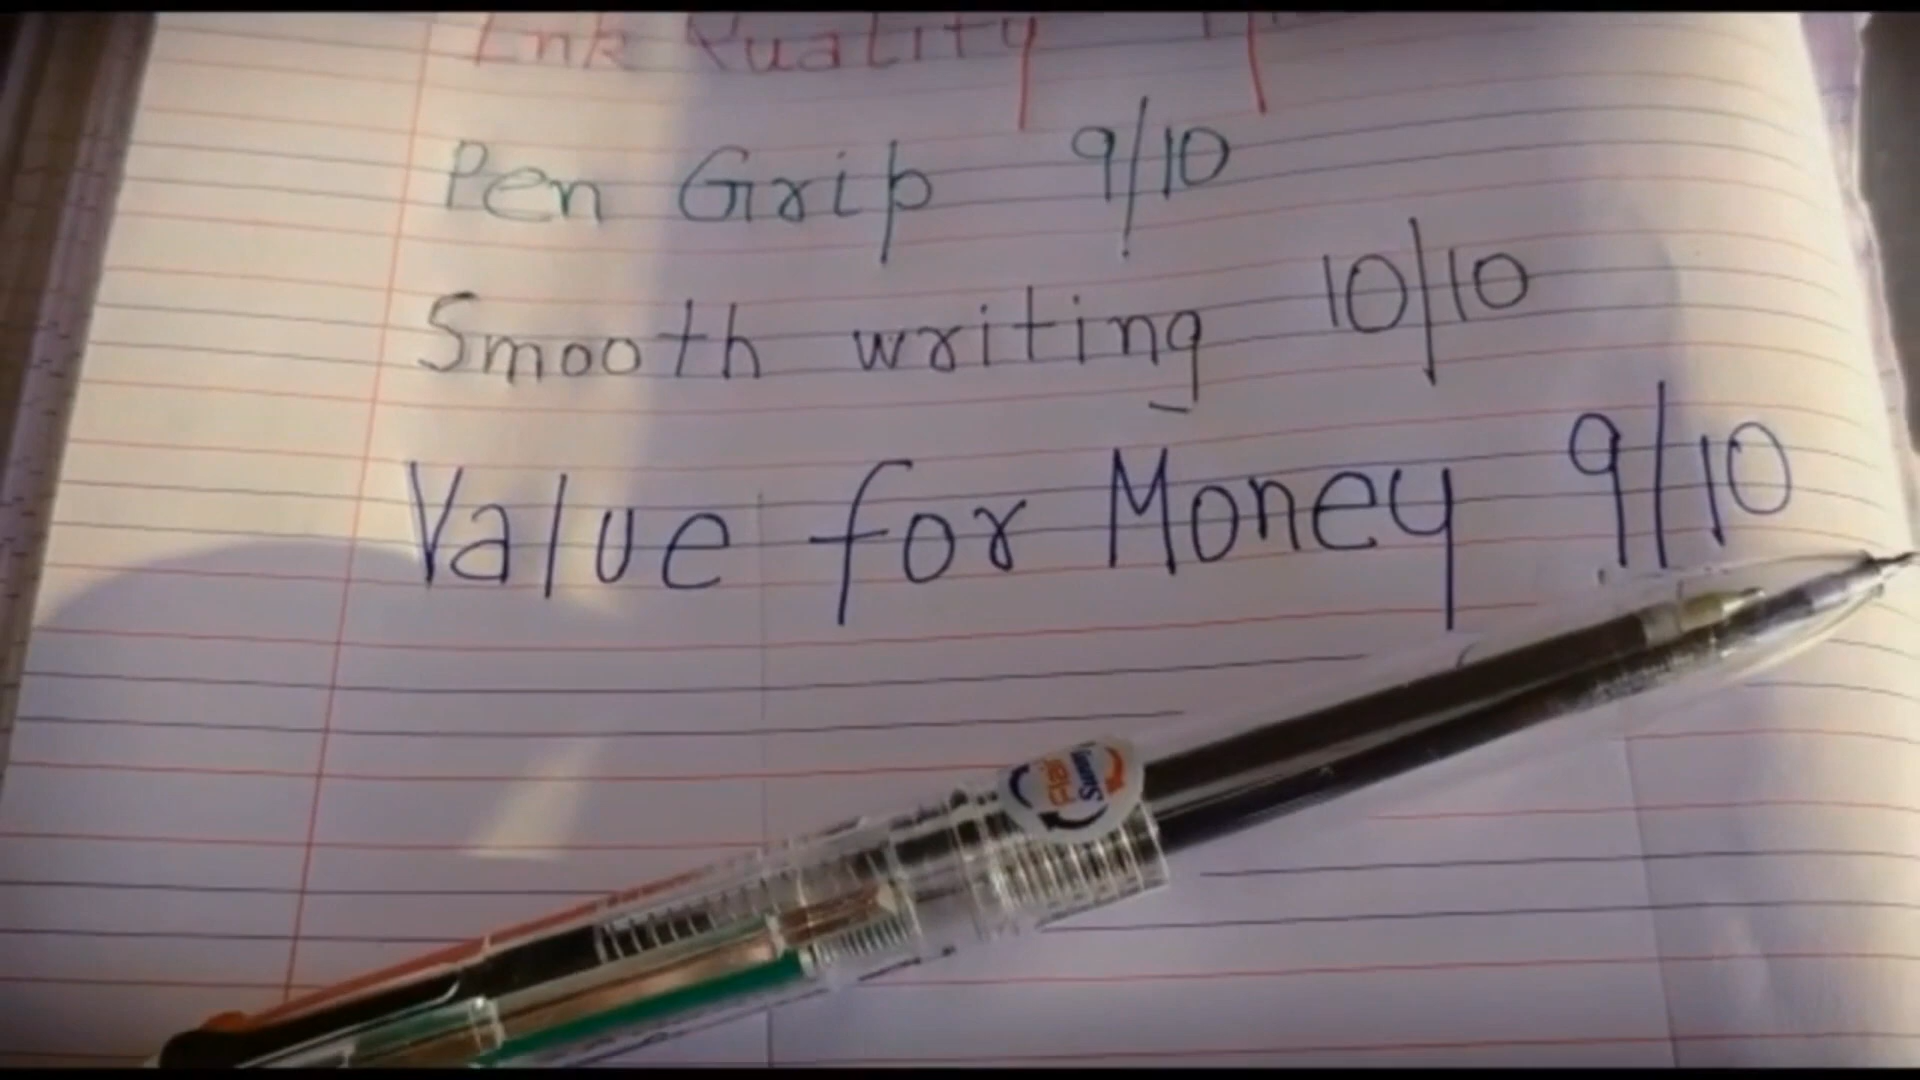 Ink Quality
Pen Grip 9/10
Smooth writing 10/10
Value for Money 9/10